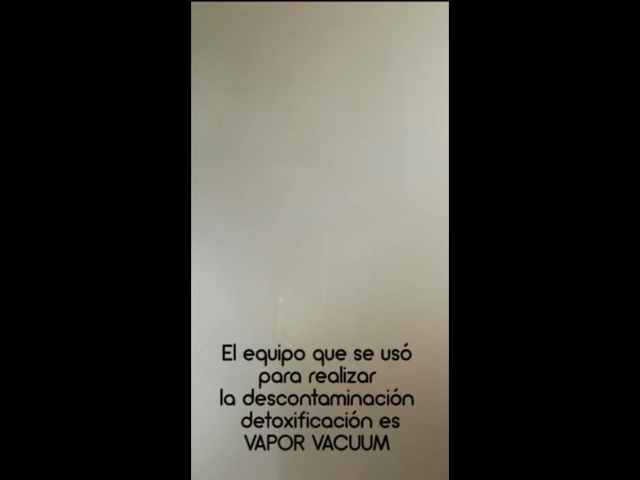 El equipo que se usó
para realizar
la descontaminación
detoxificación es
VAPOR VACUUM